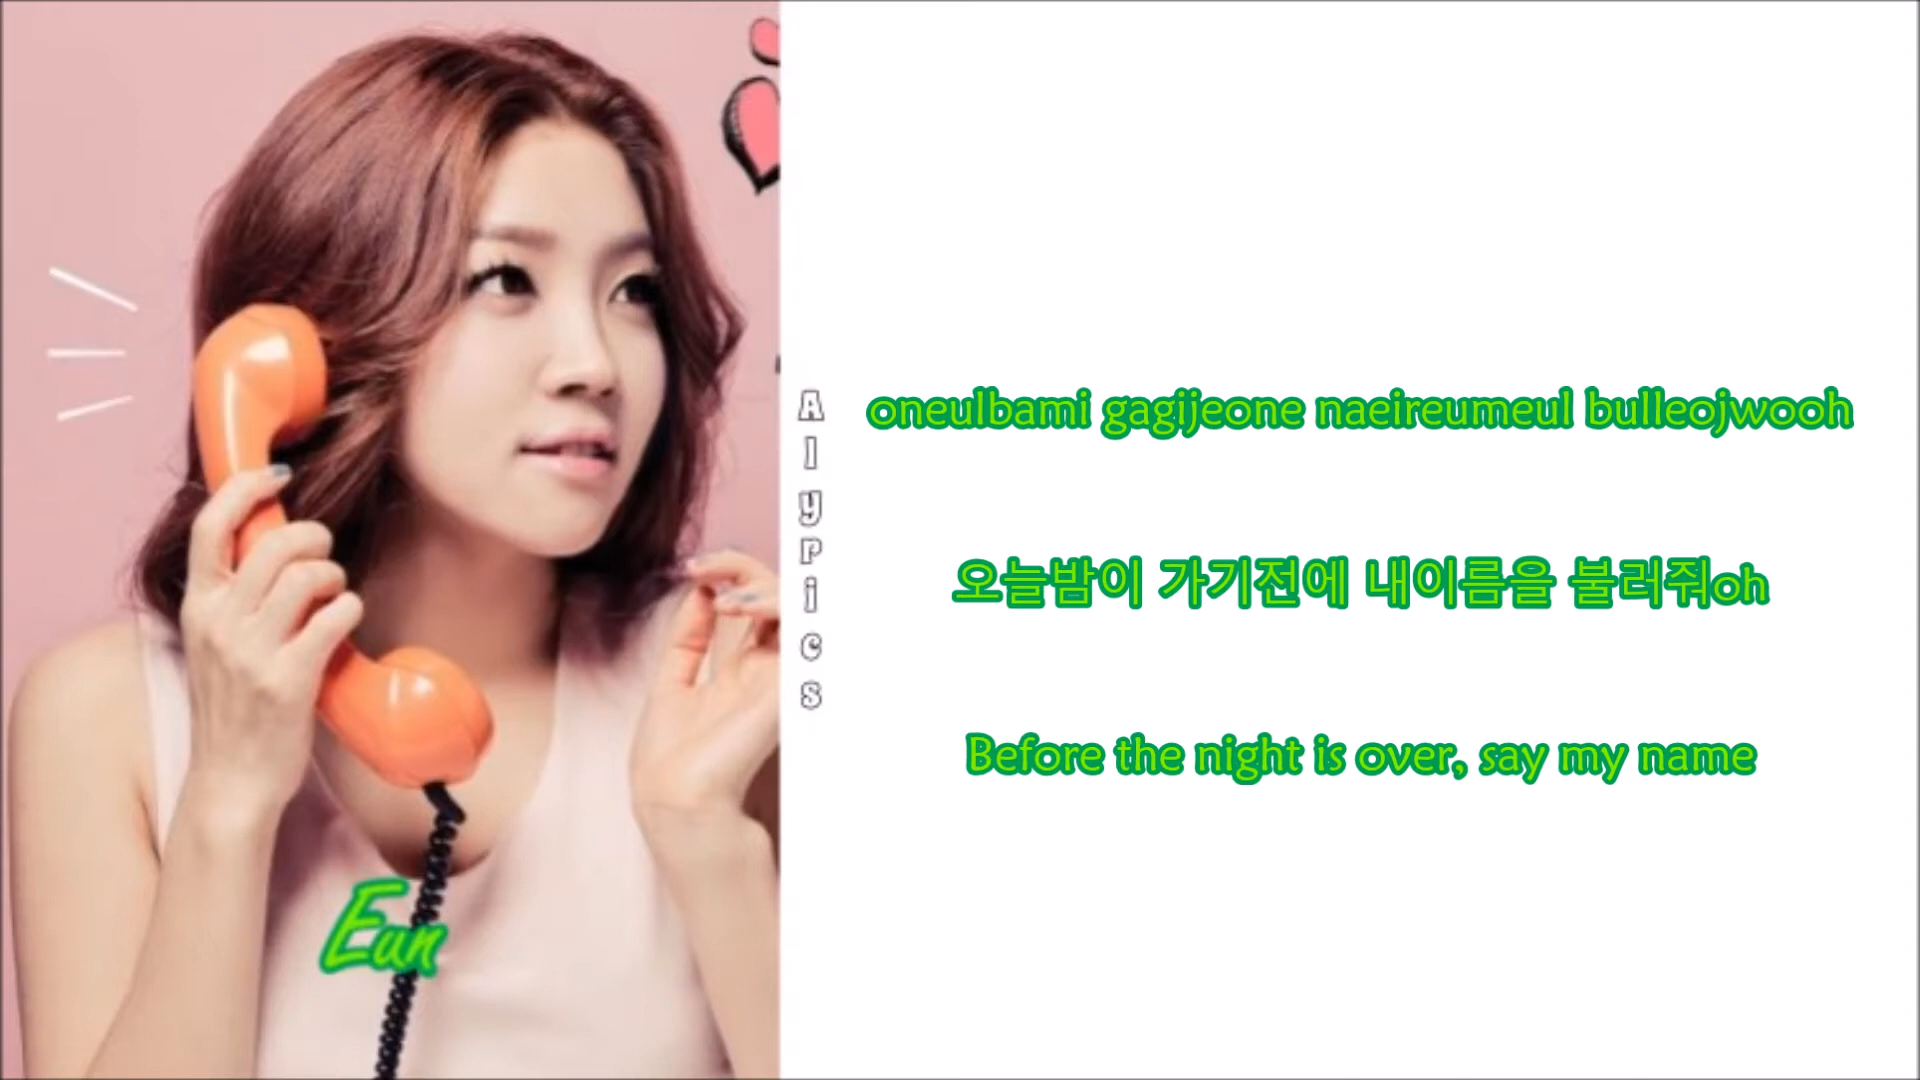 Eun
Alypics
oneulbami gagijeone naeireumeul bulleojwooh
오늘밤이 가기전에 내이름을 불러줘oh
Before the night is over, say my name